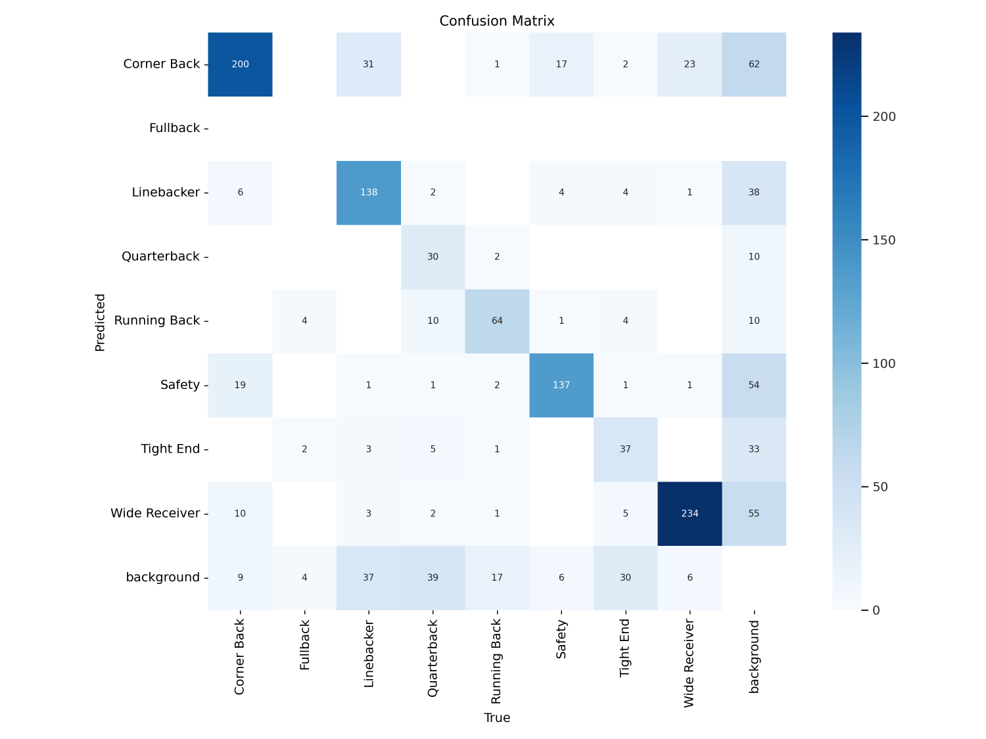 Confusion Matrix
Corner Back 200 31 1 17 2 23 62
Fullback
Linebacker 6 138 2 4 4 1 38
Quarterback 30 2 10
Running Back 4 10 64 1 4 10
Safety 19 1 1 2 137 1 1 54
Tight End 2 3 5 1 37 33
Wide Receiver 10 3 2 1 5 234 55
background 9 4 37 39 17 6 30 6
Predicted
Corner Back
Fullback
Linebacker
Quarterback
Running Back
Safety
Tight End
Wide Receiver
background
True
200
150
100
50
0